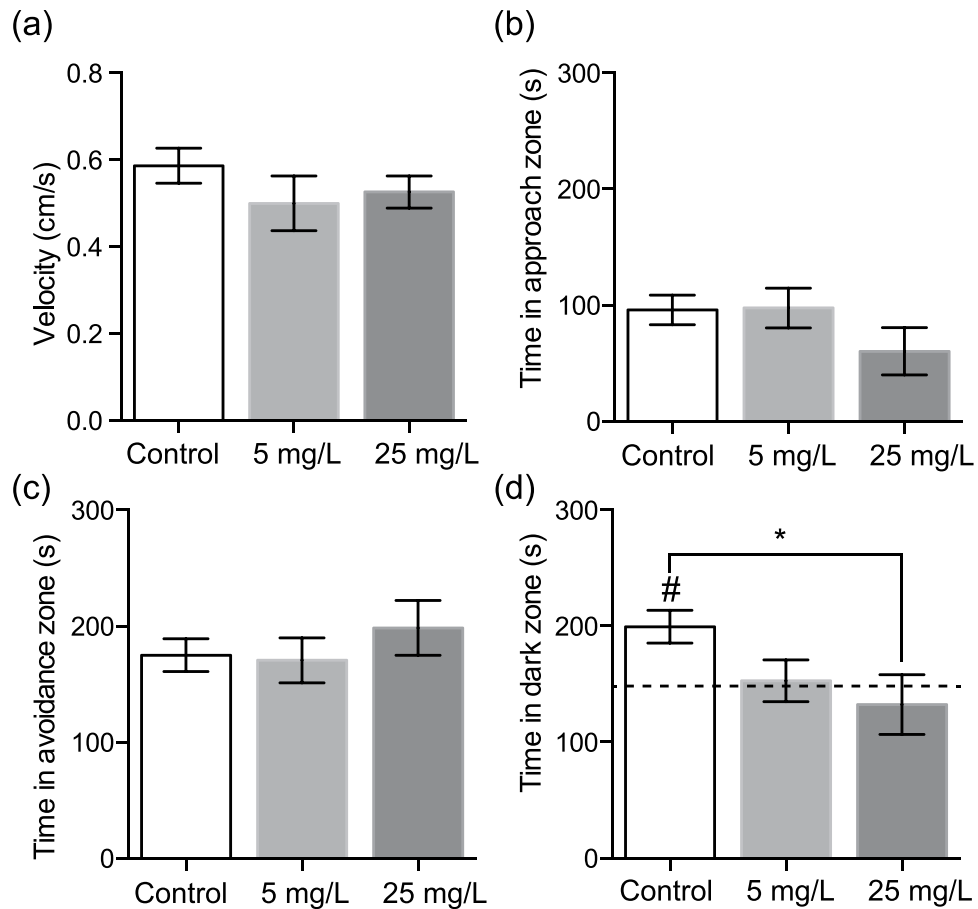 (a)
Velocity (cm/s)
0.8
0.6
0.4
0.2
0.0
Control 5 mg/L 25 mg/L
(b)
Time in approach zone (s)
300
200
100
0
Control 5 mg/L 25 mg/L
(c)
Time in avoidance zone (s)
300
200
100
0
Control 5 mg/L 25 mg/L
(d)
Time in dark zone (s)
300
200
100
0
*
#
Control 5 mg/L 25 mg/L